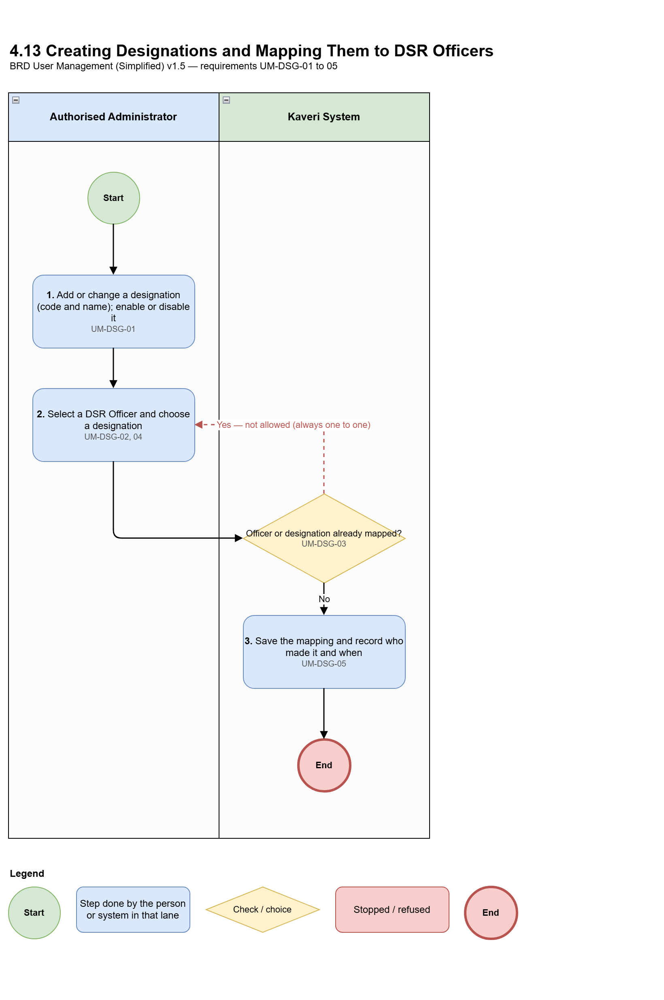 4.13 Creating Designations and Mapping Them to DSR Officers
BRD User Management (Simplified) v1.5 — requirements UM-DSG-01 to 05
Authorised Administrator
Kaveri System
Start
1. Add or change a designation
(code and name); enable or disable
it
UM-DSG-01
2. Select a DSR Officer and choose
a designation
UM-DSG-02, 04
Yes — not allowed (always one to one)
Officer or designation already mapped?
UM-DSG-03
No
3. Save the mapping and record who
made it and when
UM-DSG-05
End
Legend
Start
Step done by the person
or system in that lane
Check / choice
Stopped / refused
End